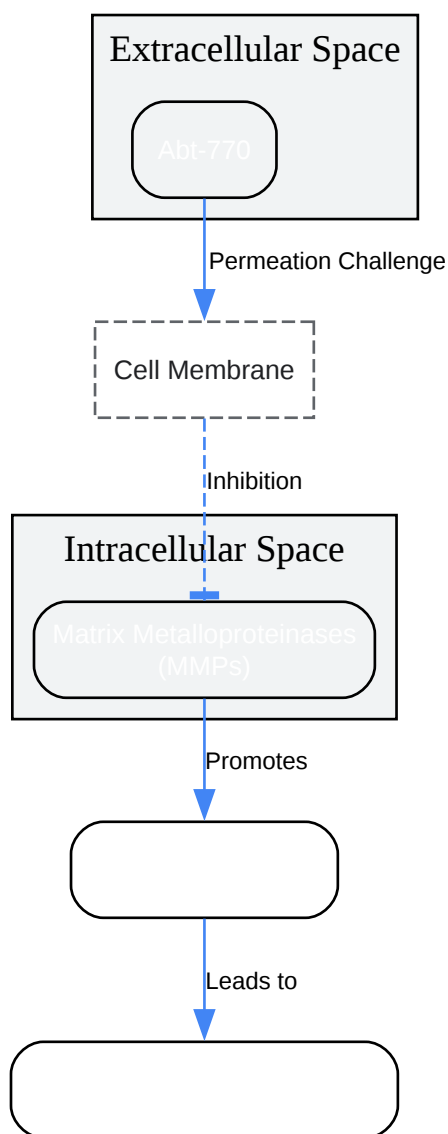 Extracellular Space
Abt-770
Permeation Challenge
Cell Membrane
Inhibition
Intracellular Space
Matrix Metalloproteinases
(MMPs)
Promotes
Leads to